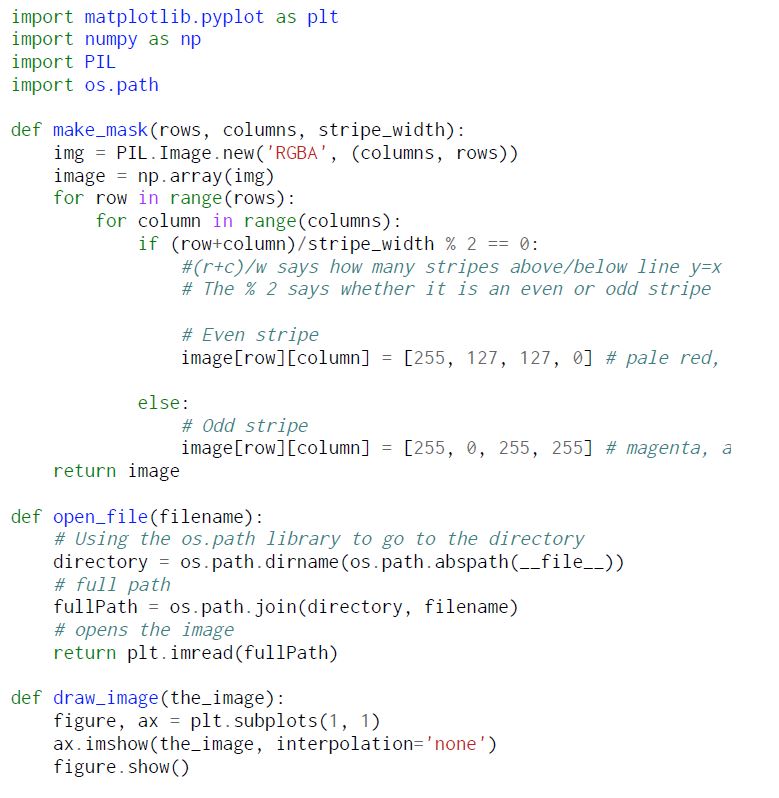 import matplotlib.pyplot as plt
import numpy as np
import PIL
import os.path
def make_mask(rows, columns, stripe_width):
img = PIL.Image.new('RGBA', (columns, rows))
image = np.array(img)
for row in range(rows):
for column in range(columns):
if (row+column)/stripe_width % 2 == 0:
#(r+c)/w says how many stripes above/below line y=x
# The % 2 says whether it is an even or odd stripe
# Even stripe
image[row][column] = [255, 127, 127, 0] # pale red,
else:
# Odd stripe
image[row][column] = [255, 0, 255, 255] # magenta, a
return image
def open_file(filename):
# Using the os.path library to go to the directory
directory = os.path.dirname(os.path.abspath(__file__))
# full path
fullPath = os.path.join(directory, filename)
# opens the image
return plt.imread(fullPath)
def draw_image(the_image):
figure, ax = plt.subplots(1, 1)
ax.imshow(the_image, interpolation='none')
figure.show()